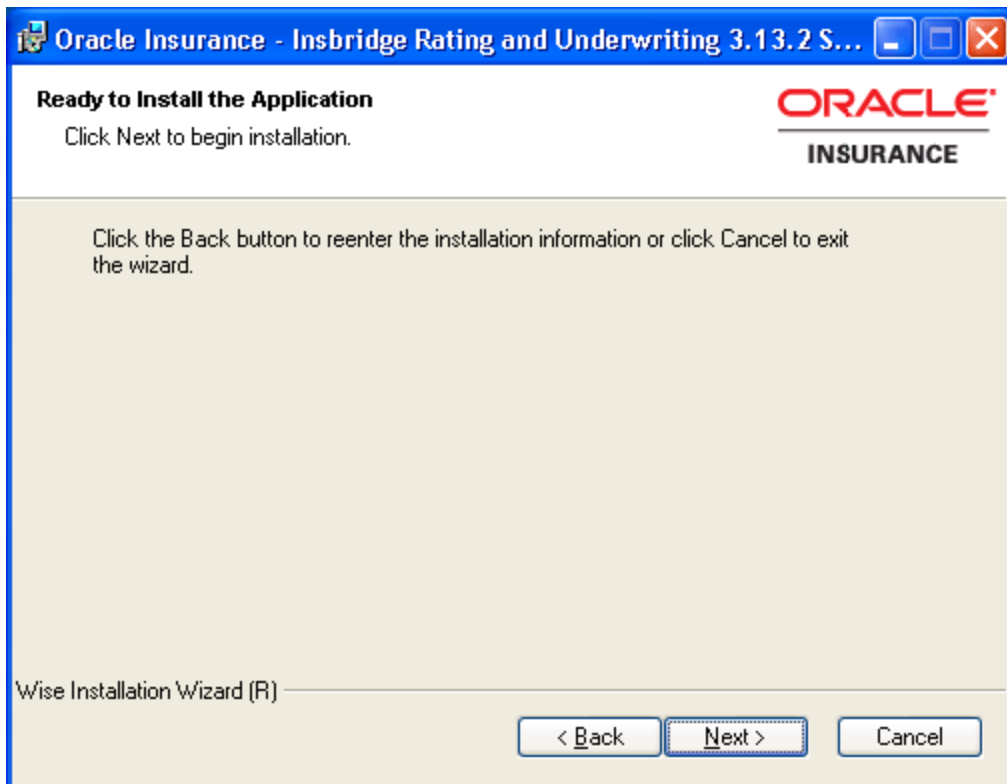 Oracle Insurance - Insbridge Rating and Underwriting 3.13.2 S...
Ready to Install the Application
Click Next to begin installation.
ORACLE
INSURANCE
Click the Back button to reenter the installation information or click Cancel to exit
the wizard.
Wise Installation Wizard (R)
< Back
Next >
Cancel